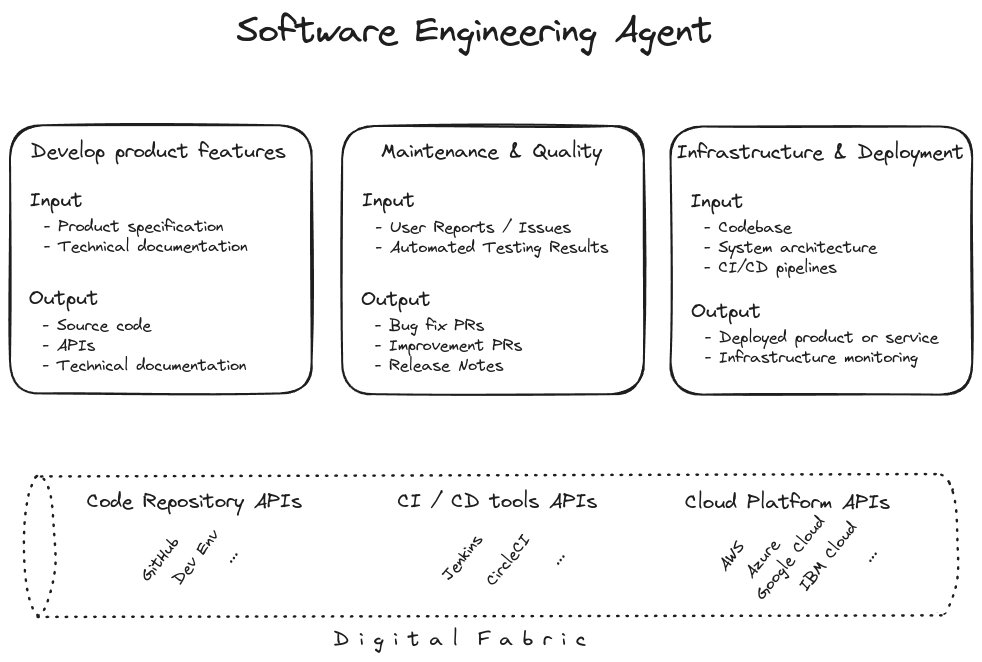 Software Engineering Agent
Develop product features
Input
- Product specification
- Technical documentation
Output
- Source code
- APIs
- Technical documentation
Maintenance & Quality
Input
- User Reports / Issues
- Automated Testing Results
Output
- Bug fix PRs
- Improvement PRs
- Release Notes
Infrastructure & Deployment
Input
- Codebase
- System architecture
- CI/CD pipelines
Output
- Deployed product or service
- Infrastructure monitoring
Code Repository APIs
GitHub
Dev Env
...
CI / CD tools APIs
Jenkins
CircleCI
...
Cloud Platform APIs
AWS
Azure
Google Cloud
IBM Cloud
...
Digital Fabric